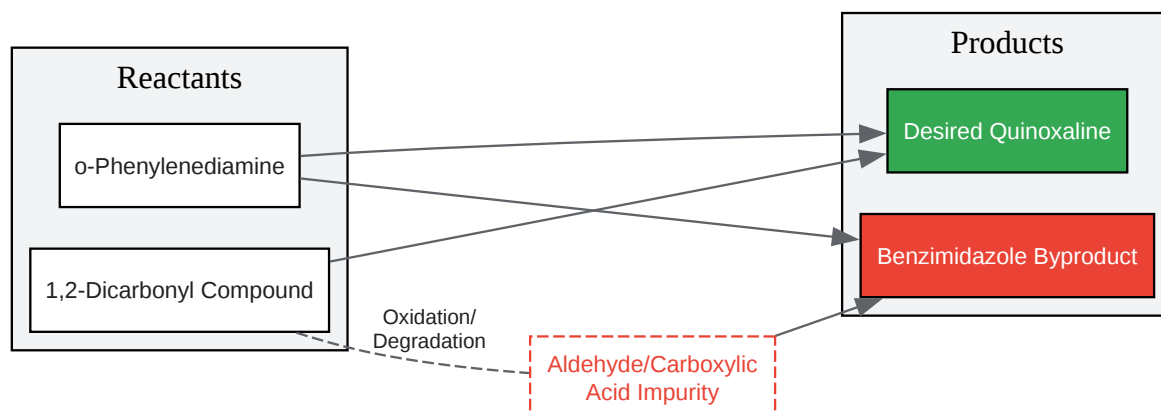 Reactants
o-Phenylenediamine
1,2-Dicarbonyl Compound
Oxidation/
Degradation
Aldehyde/Carboxylic
Acid Impurity
Products
Desired Quinoxaline
Benzimidazole Byproduct